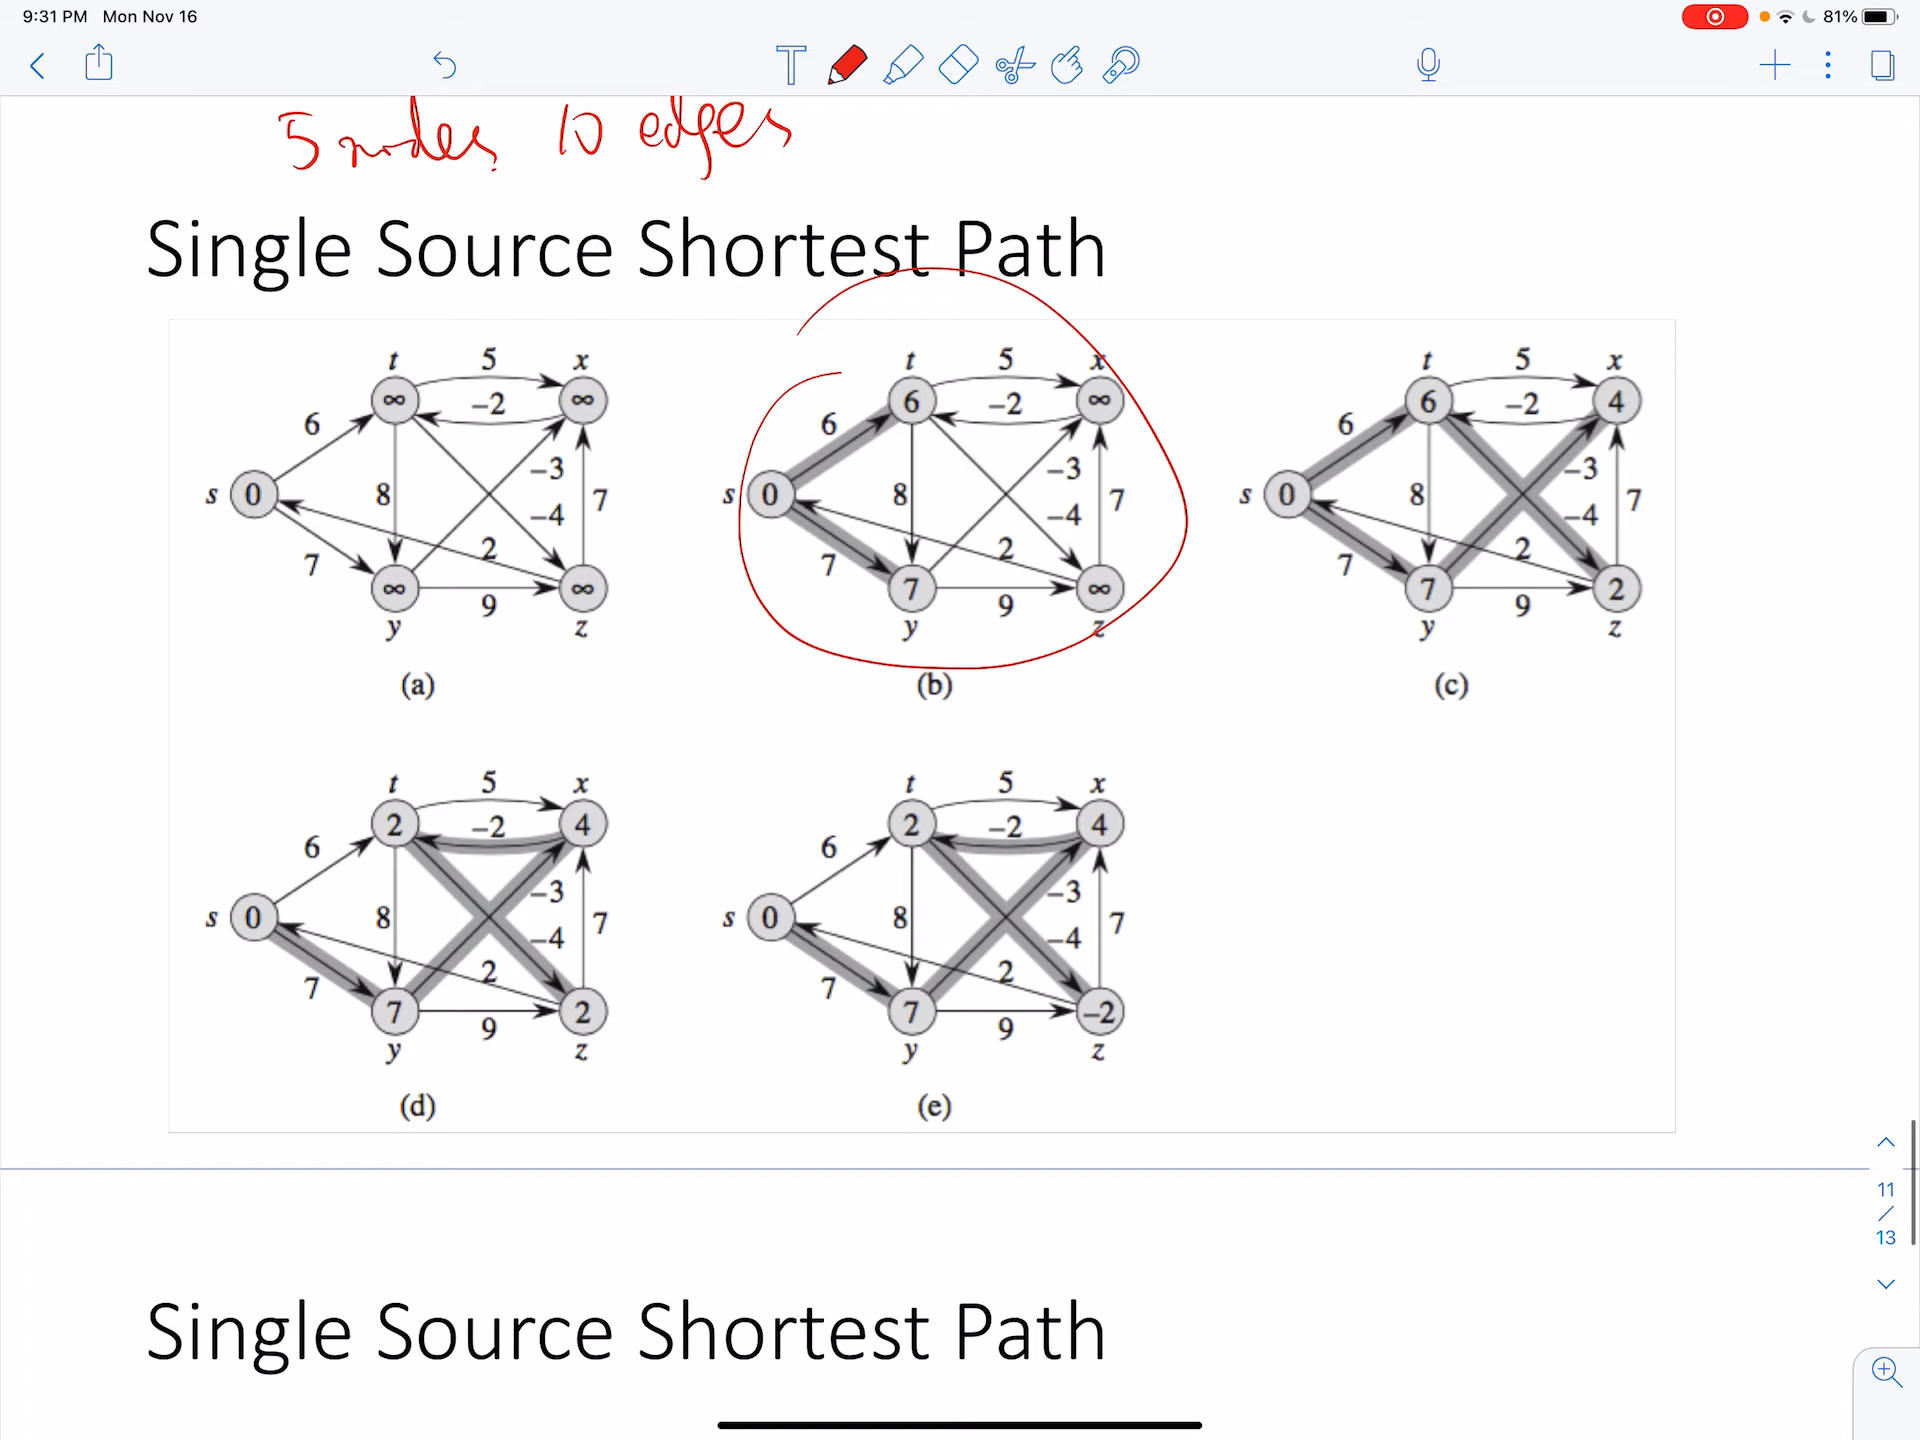 9:31 PM Mon Nov 16 81%
T
5 nodes. 10 edges
Single Source Shortest Path
t 5 x
∞ –2 ∞
6
–3
s 0 8 7
–4
2
7
∞ 9 ∞
y z
(a)
t 5 x
6 –2 ∞
6
–3
s 0 8 7
–4
2
7
7 9 ∞
y z
(b)
t 5 x
6 –2 4
6
–3
s 0 8 7
–4
2
7
7 9 2
y z
(c)
t 5 x
2 –2 4
6
–3
s 0 8 7
–4
2
7
7 9 2
y z
(d)
t 5 x
2 –2 4
6
–3
s 0 8 7
–4
2
7
7 9 –2
y z
(e)
11
/
13
Single Source Shortest Path